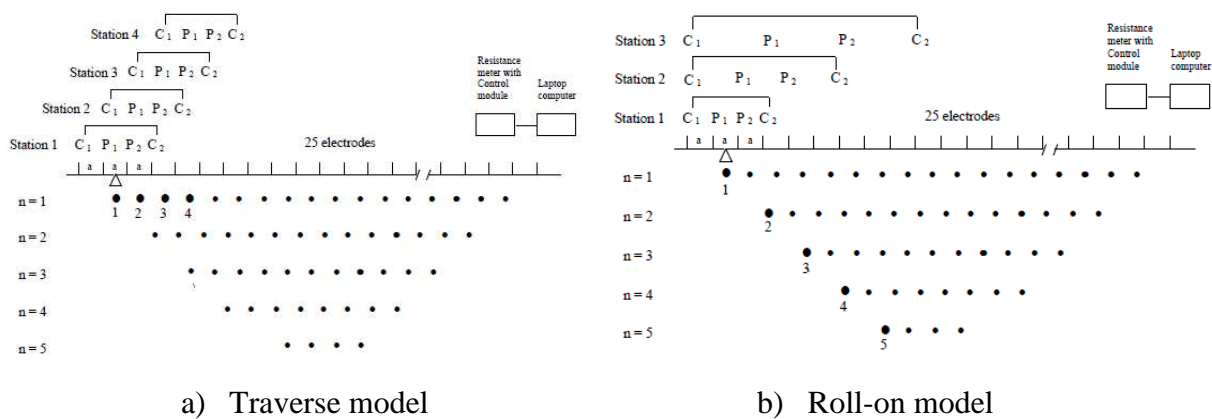 Station 4 C₁ P₁ P₂ C₂
Station 3 C₁ P₁ P₂ C₂
Station 2 C₁ P₁ P₂ C₂
Station 1 C₁ P₁ P₂ C₂
Resistance
meter with
Control
module
Laptop
computer
25 electrodes
a a a
n = 1
1 2 3 4
n = 2
n = 3
n = 4
n = 5
a) Traverse model
Station 3 C₁ P₁ P₂ C₂
Station 2 C₁ P₁ P₂ C₂
Station 1 C₁ P₁ P₂ C₂
Resistance
meter with
Control
module
Laptop
computer
25 electrodes
a a a
n = 1
1
n = 2
2
n = 3
3
n = 4
4
n = 5
5
b) Roll-on model